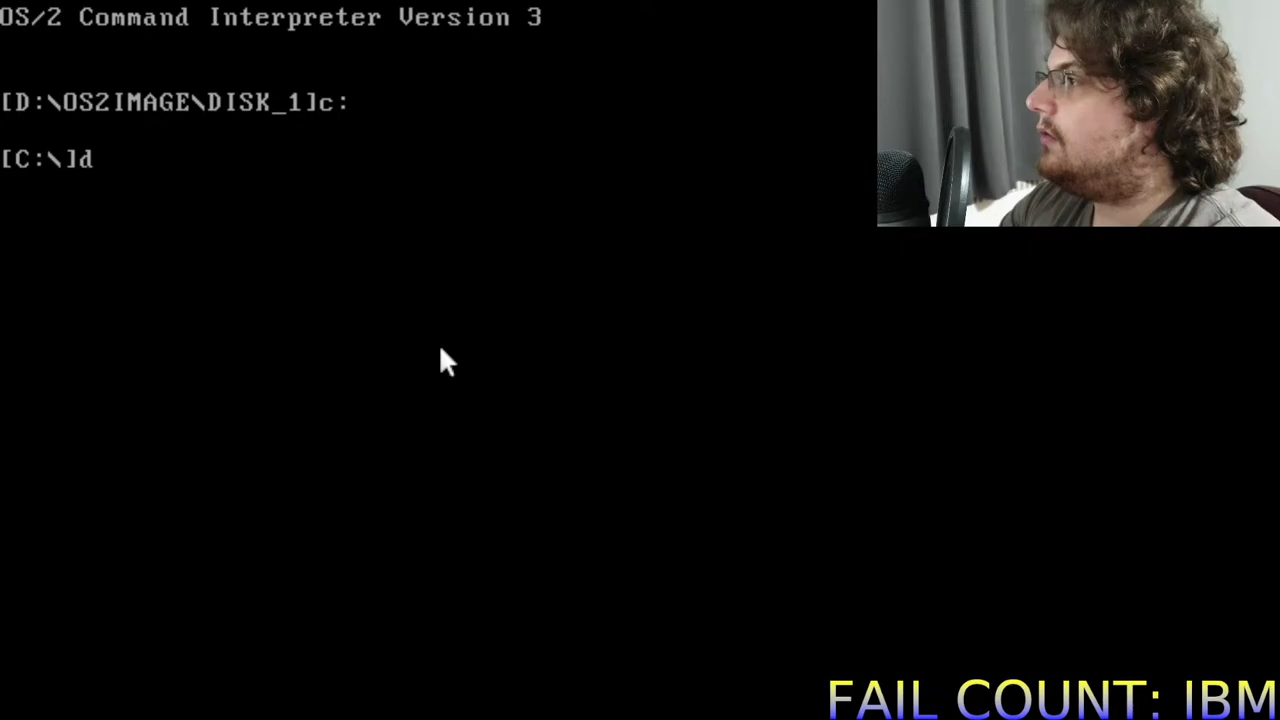 OS/2 Command Interpreter Version 3
[D:\OS2IMAGE\DISK_1]c:
[C:\]d
FAIL COUNT: IBM